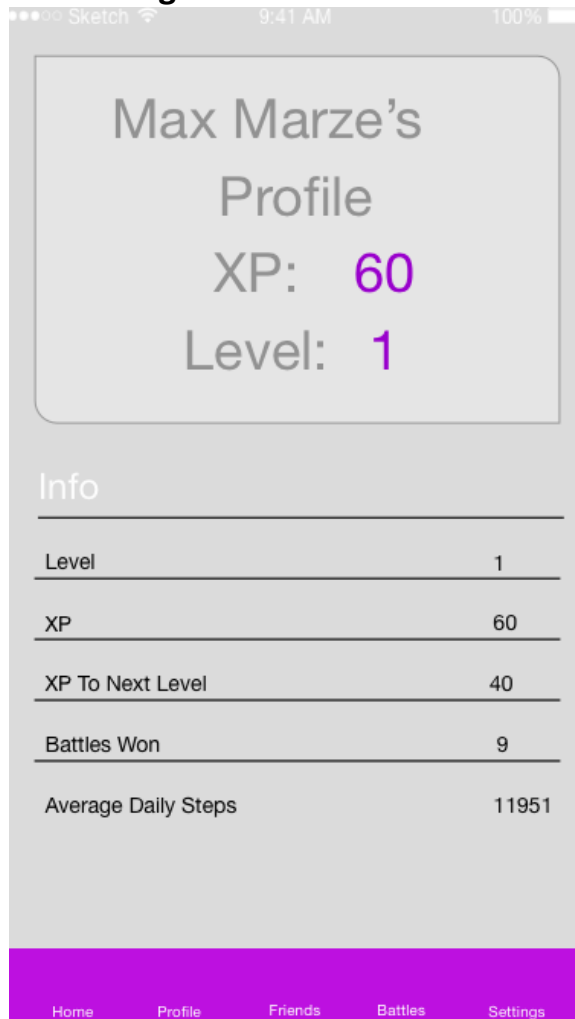 Sketch 9:41 AM 100%
Max Marze’s
Profile
XP: 60
Level: 1
Info
Level 1
XP 60
XP To Next Level 40
Battles Won 9
Average Daily Steps 11951
Home Profile Friends Battles Settings